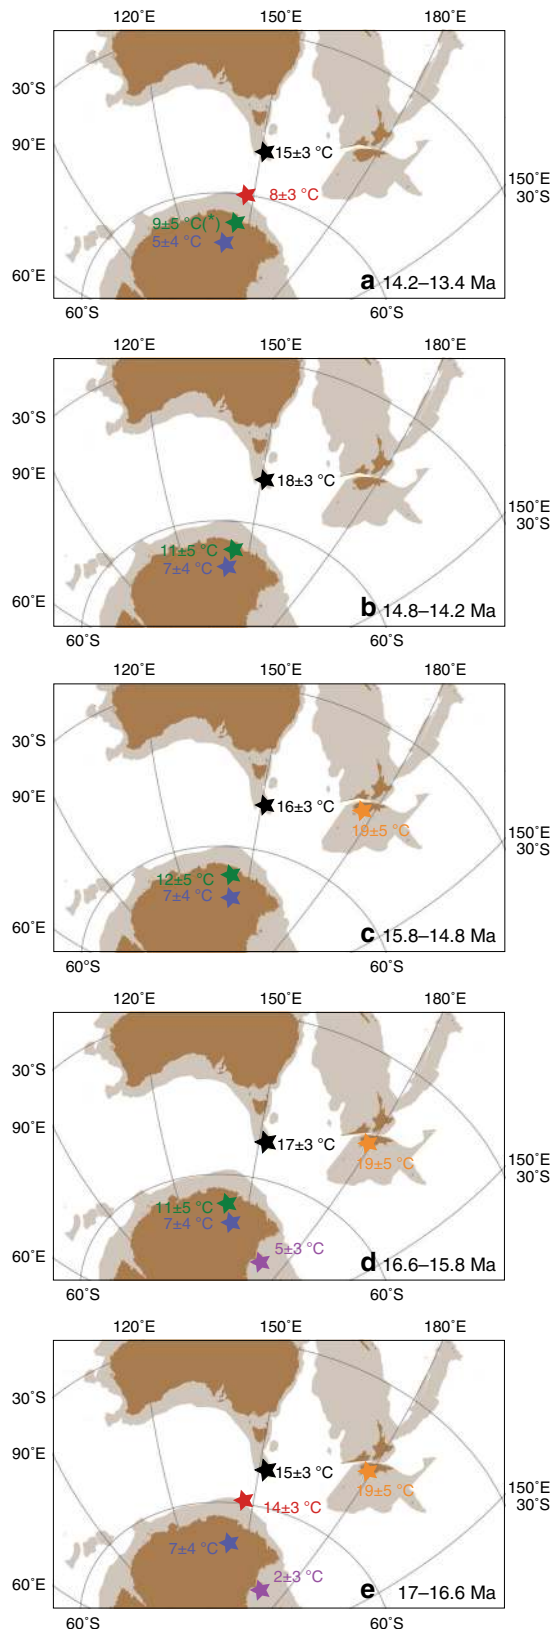 120˚E 150˚E 180˚E
30˚S
90˚E
15±3 °C
150˚E
30˚S
8±3 °C
9±5 °C(*)
5±4 °C
60˚E
a 14.2–13.4 Ma
60˚S 60˚S
120˚E 150˚E 180˚E
30˚S
90˚E
18±3 °C
150˚E
30˚S
11±5 °C
7±4 °C
60˚E
b 14.8–14.2 Ma
60˚S 60˚S
120˚E 150˚E 180˚E
30˚S
90˚E
16±3 °C
19±5 °C
150˚E
30˚S
12±5 °C
7±4 °C
60˚E
c 15.8–14.8 Ma
60°S 60˚S
120˚E 150˚E 180˚E
30˚S
90˚E
17±3 °C
19±5 °C
150˚E
30˚S
11±5 °C
7±4 °C
5±3 °C
60˚E
d 16.6–15.8 Ma
60˚S 60˚S
120˚E 150˚E 180˚E
30˚S
90˚E
15±3 °C
19±5 °C
150˚E
30˚S
14±3 °C
7±4 °C
2±3 °C
60˚E
e 17–16.6 Ma
60˚S 60˚S